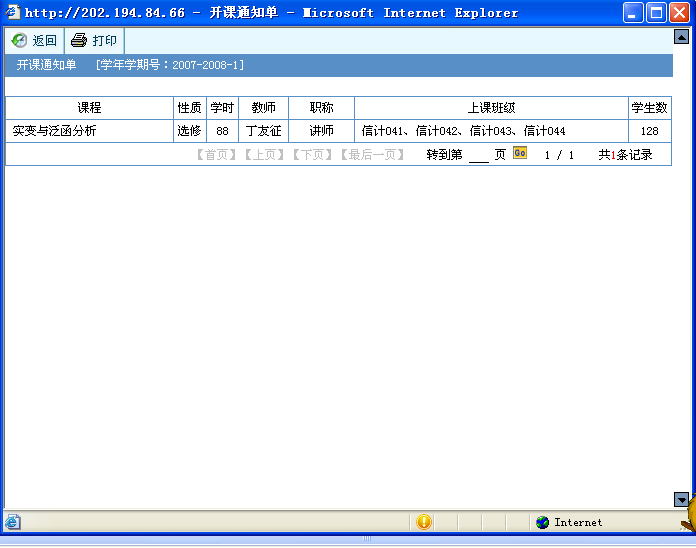 http://202.194.84.66 - 开课通知单 - Microsoft Internet Explorer
返回 打印
开课通知单 [学年学期号：2007-2008-1]
课程 性质 学时 教师 职称 上课班级 学生数
实变与泛函分析 选修 88 丁友征 讲师 信计041、信计042、信计043、信计044 128
【首页】【上页】【下页】【最后一页】 转到第 页 Go 1 / 1 共1条记录
Internet